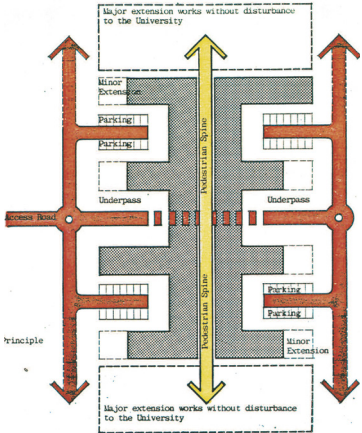 Major extension works without disturbance
to the University
Minor
Extension
Parking
Parking
Pedestrian Spine
Underpass
Underpass
Access Road
Pedestrian Spine
Parking
Parking
Principle
Minor
Extension
Major extension works without disturbance
to the University